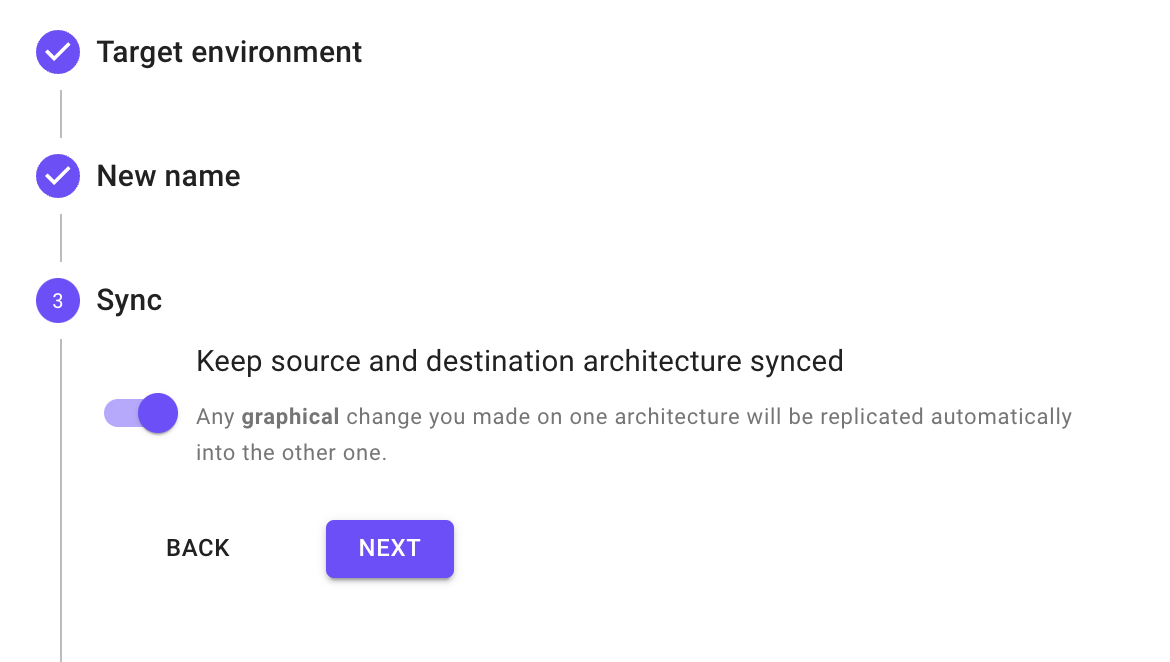 Target environment
New name
3 Sync
Keep source and destination architecture synced
Any graphical change you made on one architecture will be replicated automatically
into the other one.
BACK NEXT